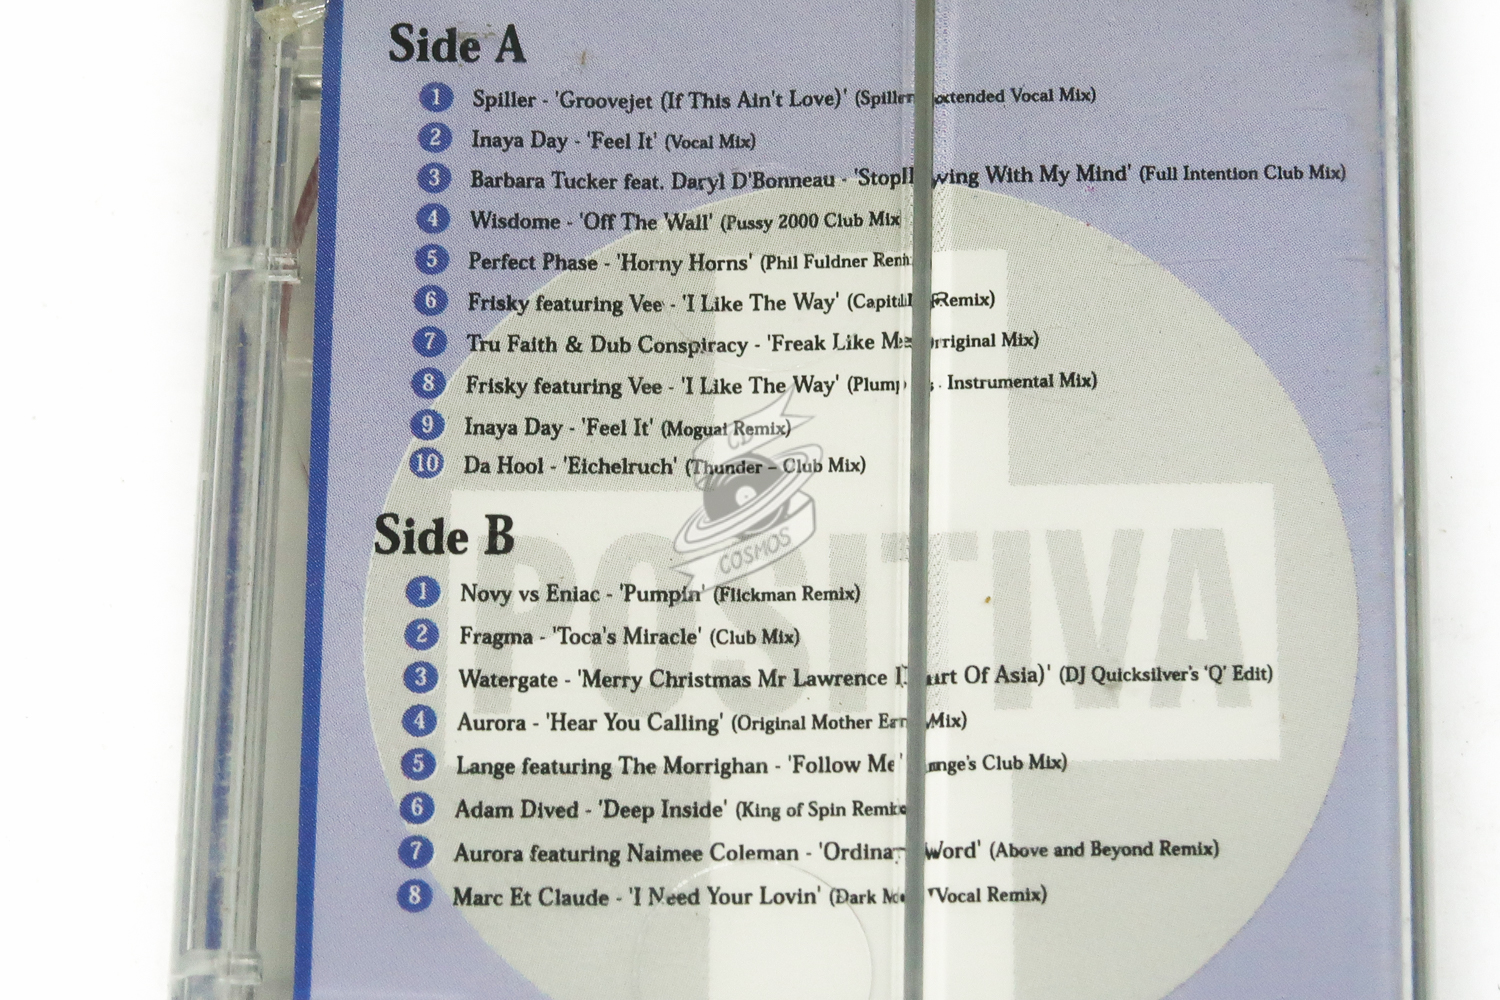 Side A
1 Spiller - 'Groovejet (If This Ain't Love)' (Spiller Extended Vocal Mix)
2 Inaya Day - 'Feel It' (Vocal Mix)
3 Barbara Tucker feat. Daryl D'Bonneau - 'Stop With My Mind' (Full Intention Club Mix)
4 Wisdome - 'Off The Wall' (Pussy 2000 Club Mix
5 Perfect Phase - 'Horny Horns' (Phil Fuldner
6 Frisky featuring Vee - 'I Like The Way' Remix)
7 Tru Faith & Dub Conspiracy - 'Freak Like Me' (Original Mix)
8 Frisky featuring Vee - 'I Like The Way' Instrumental Mix)
9 Inaya Day - 'Feel It' (Moguai Remix)
10 Da Hool - 'Eichelruch' (Thunder – Club Mix)
CD COSMOS
Side B
POSITIVA
1 Novy vs Eniac - 'Pumpin' (Flickman Remix)
2 Fragma - 'Toca's Miracle' (Club Mix)
3 Watergate - 'Merry Christmas Mr Lawrence Of Asia)' (DJ Quicksilver's 'Q' Edit)
4 Aurora - 'Hear You Calling' (Original Mother Mix)
5 Lange featuring The Morrighan - 'Follow Me' Club Mix)
6 Adam Dived - 'Deep Inside' (King of Spin
7 Aurora featuring Naimee Coleman - 'Ordinary Word' (Above and Beyond Remix)
8 Marc Et Claude - 'I Need Your Lovin' (Dark Vocal Remix)